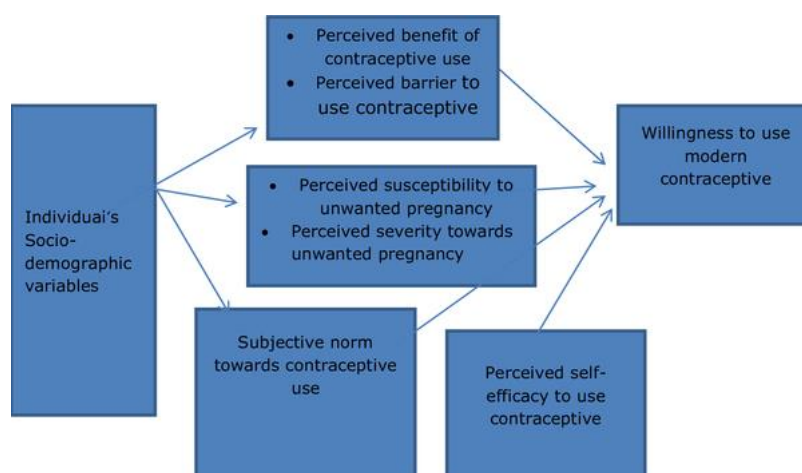 • Perceived benefit of
contraceptive use
• Perceived barrier to
use contraceptive
Willingness to use
modern
contraceptive
• Perceived susceptibility to
unwanted pregnancy
• Perceived severity towards
unwanted pregnancy
Individuai's
Socio-
demographic
variables
Subjective norm
towards contraceptive
use
Perceived self-
efficacy to use
contraceptive